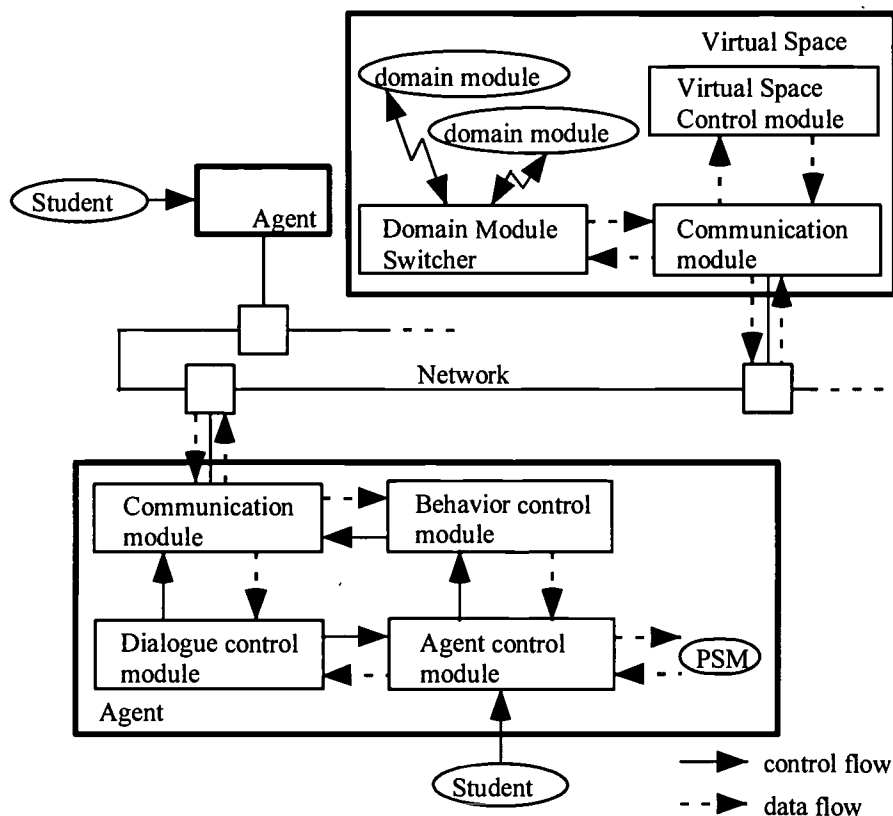 Virtual Space
domain module
Virtual Space
Control module
domain module
Student
Agent
Domain Module
Switcher
Communication
module
Network
Communication
module
Behavior control
module
Dialogue control
module
Agent control
module
PSM
Agent
Student
control flow
data flow